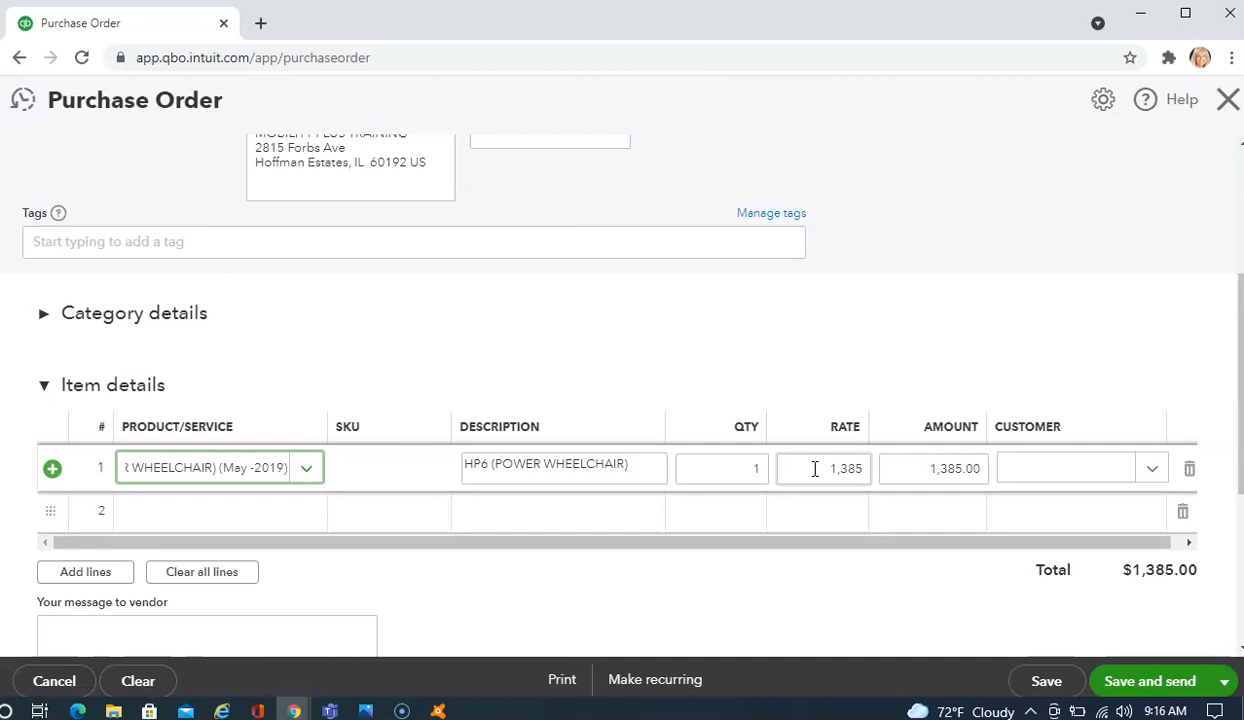 Purchase Order
app.qbo.intuit.com/app/purchaseorder
Purchase Order
Help
MOBILITY PLUS TRAINING
2815 Forbs Ave
Hoffman Estates, IL 60192 US
Tags
Manage tags
Start typing to add a tag
Category details
Item details
# PRODUCT/SERVICE SKU DESCRIPTION QTY RATE AMOUNT CUSTOMER
1 R WHEELCHAIR) (May -2019) HP6 (POWER WHEELCHAIR) 1 1,385 1,385.00
2
Add lines Clear all lines Total $1,385.00
Your message to vendor
Cancel Clear Print Make recurring Save Save and send
72°F Cloudy 9:16 AM